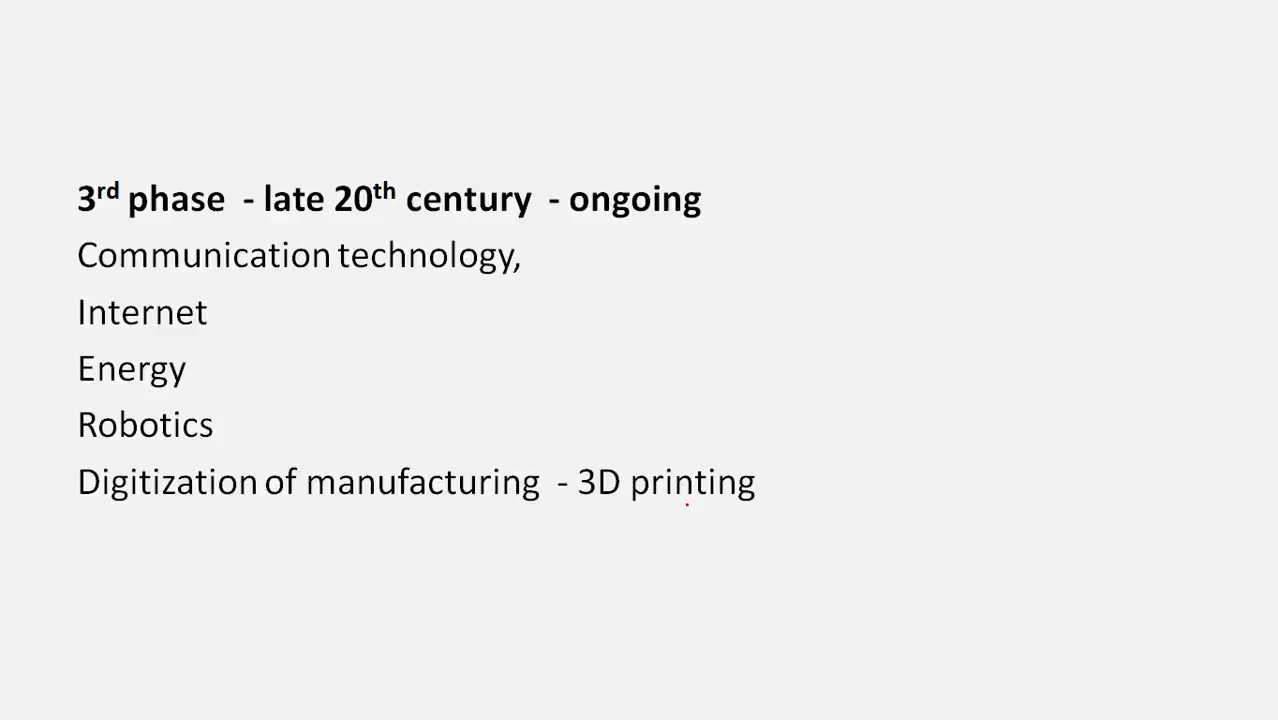 3rd phase - late 20th century - ongoing
Communication technology,
Internet
Energy
Robotics
Digitization of manufacturing - 3D printing